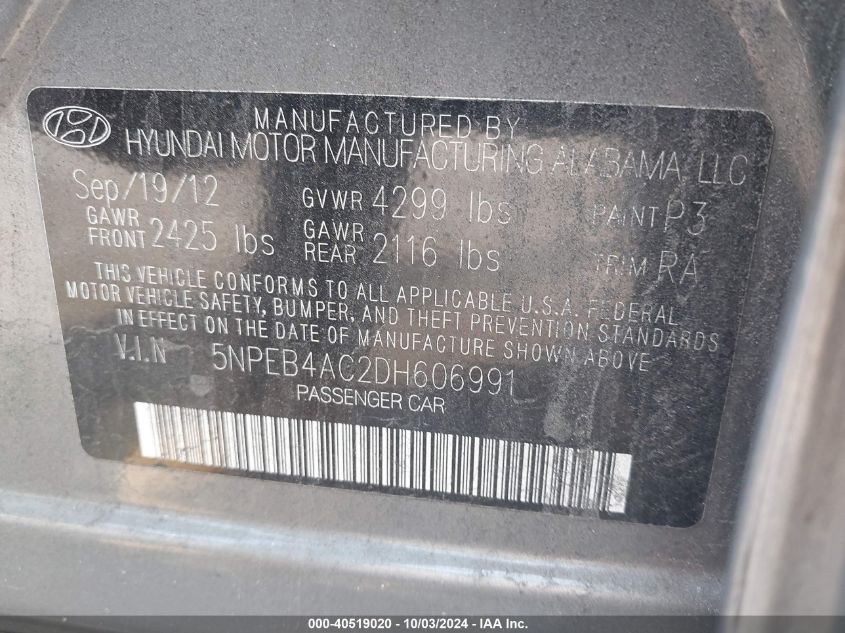 MANUFACTURED BY
HYUNDAI MOTOR MANUFACTURING ALABAMA, LLC
Sep/19/12 GVWR 4299 lbs PAINT P3
GAWR FRONT 2425 lbs GAWR REAR 2116 lbs TRIM RA
THIS VEHICLE CONFORMS TO ALL APPLICABLE U.S.A. FEDERAL
MOTOR VEHICLE SAFETY, BUMPER, AND THEFT PREVENTION STANDARDS
IN EFFECT ON THE DATE OF MANUFACTURE SHOWN ABOVE
V.I.N 5NPEB4AC2DH606991
PASSENGER CAR
000-40519020 - 10/03/2024 - IAA Inc.